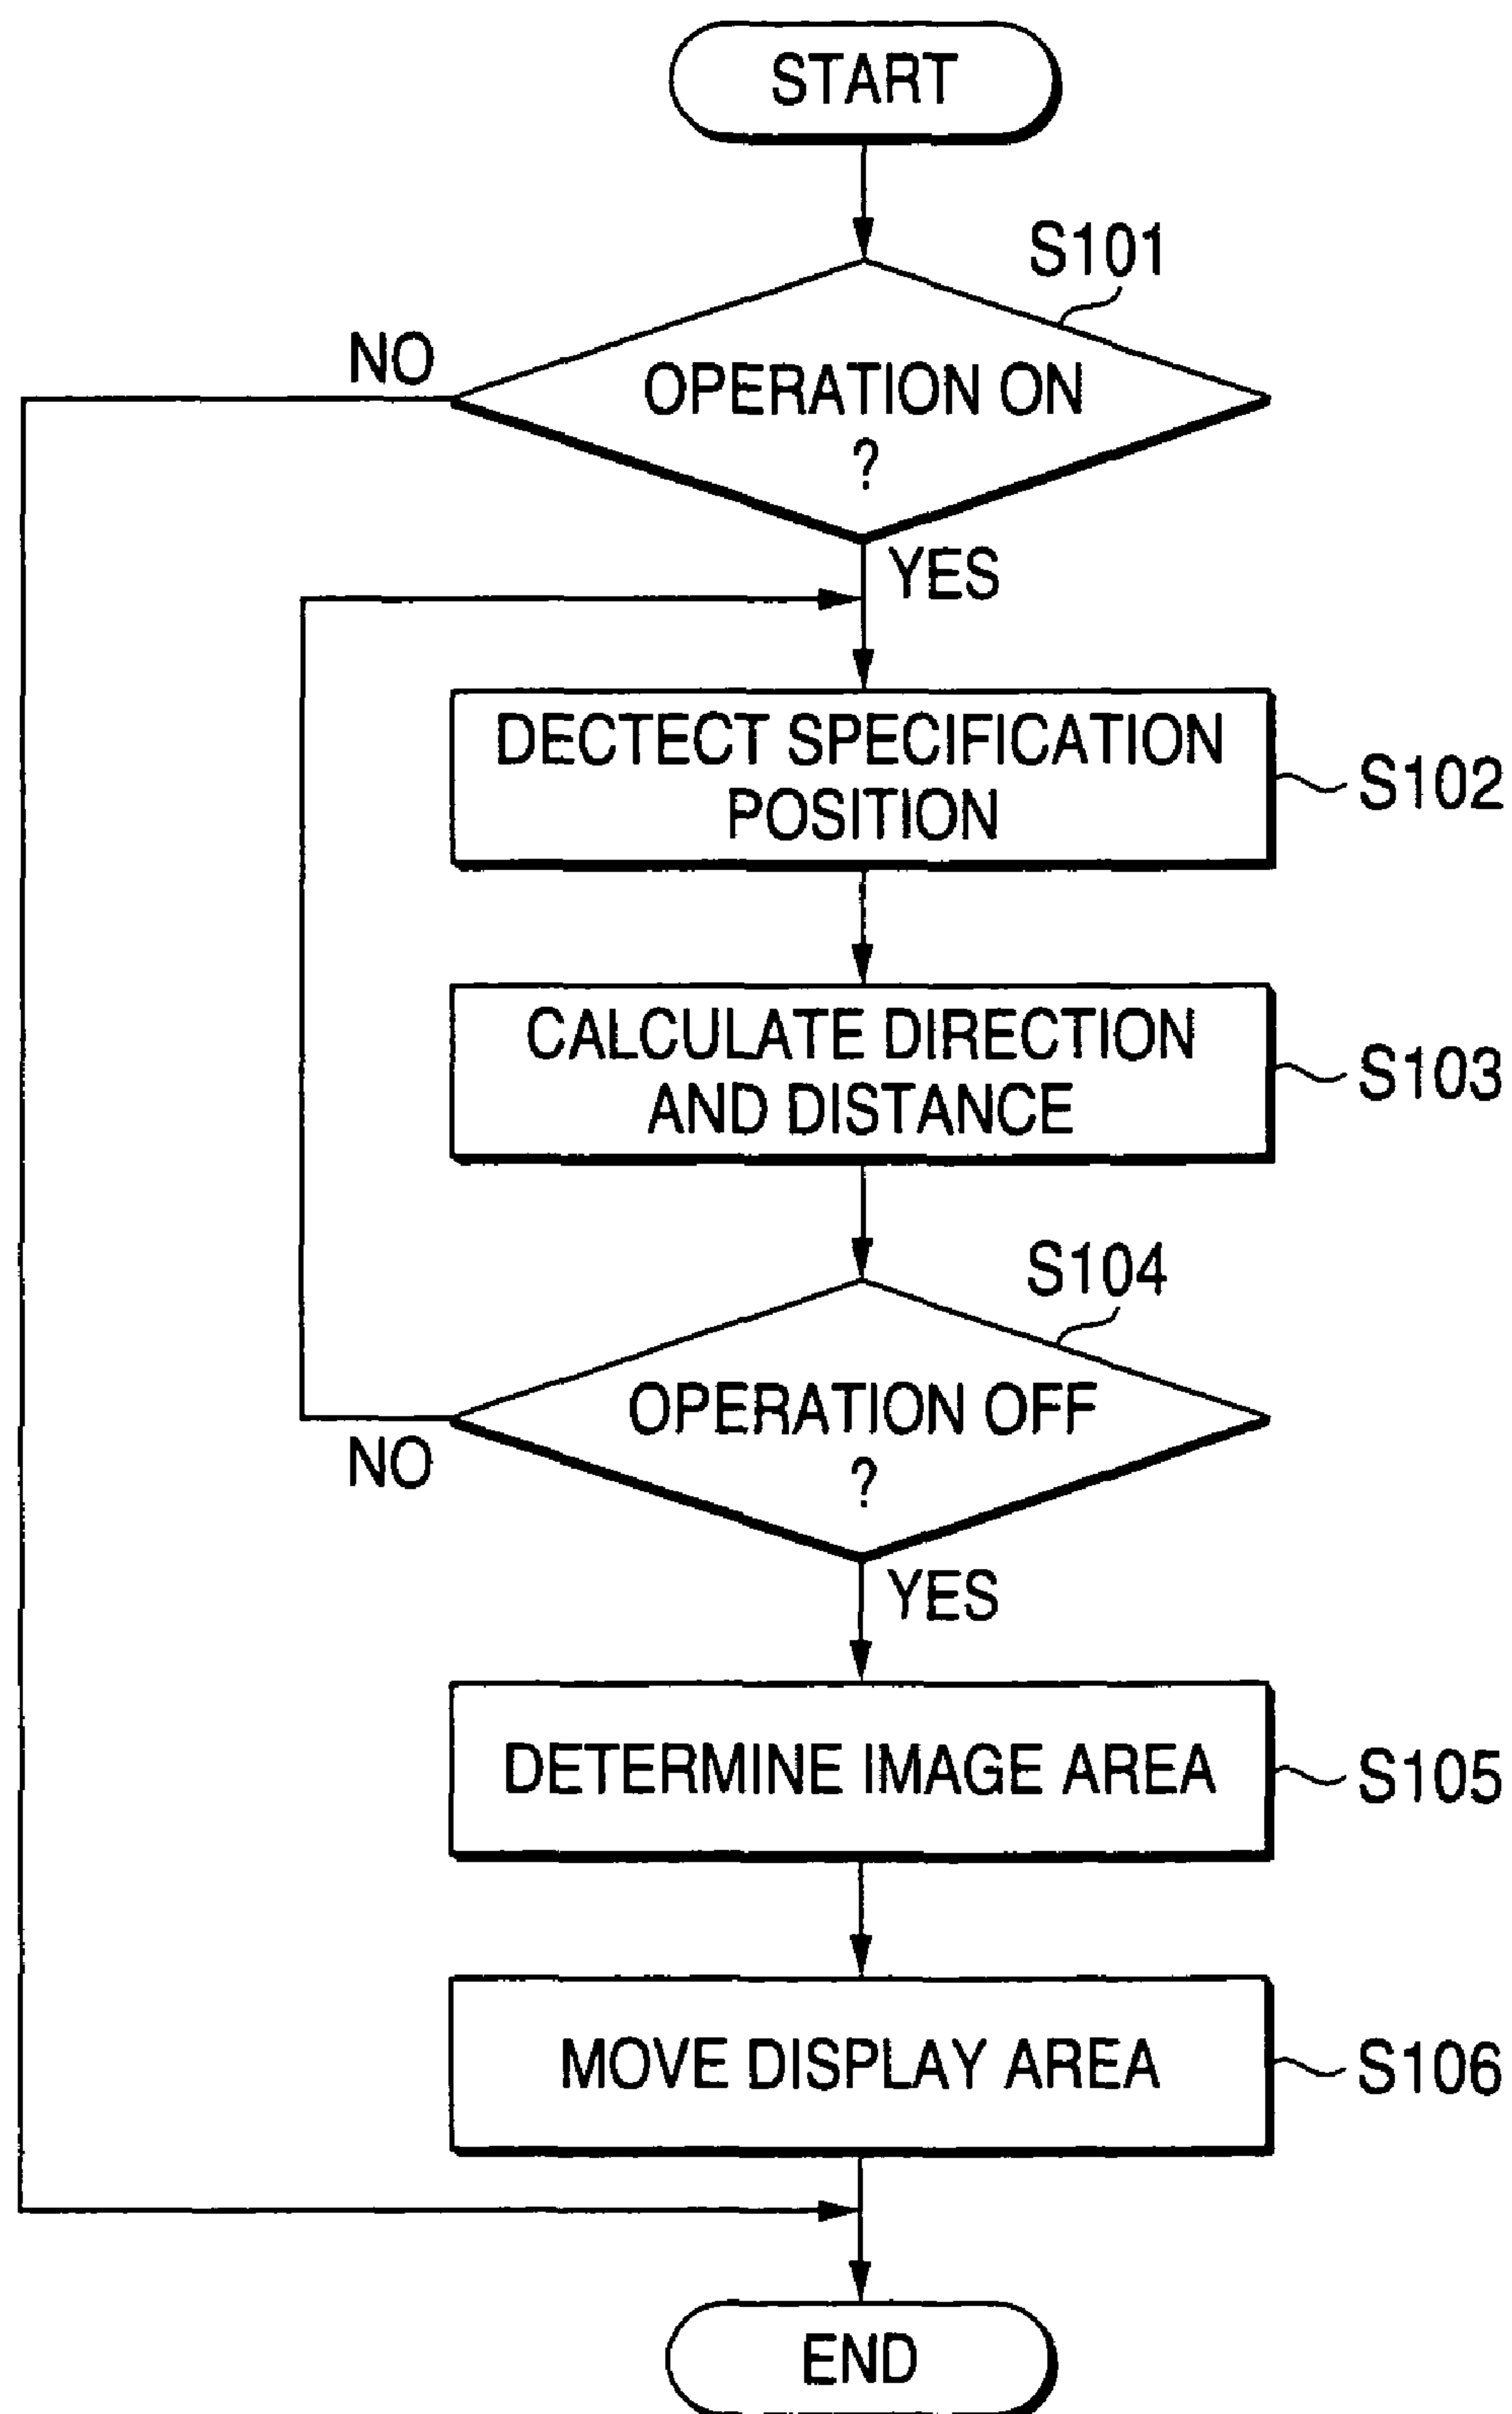 START
S101
NO
OPERATION ON
?
YES
DECTECT SPECIFICATION
POSITION
S102
CALCULATE DIRECTION
AND DISTANCE
S103
S104
OPERATION OFF
?
NO
YES
DETERMINE IMAGE AREA
S105
MOVE DISPLAY AREA
S106
END